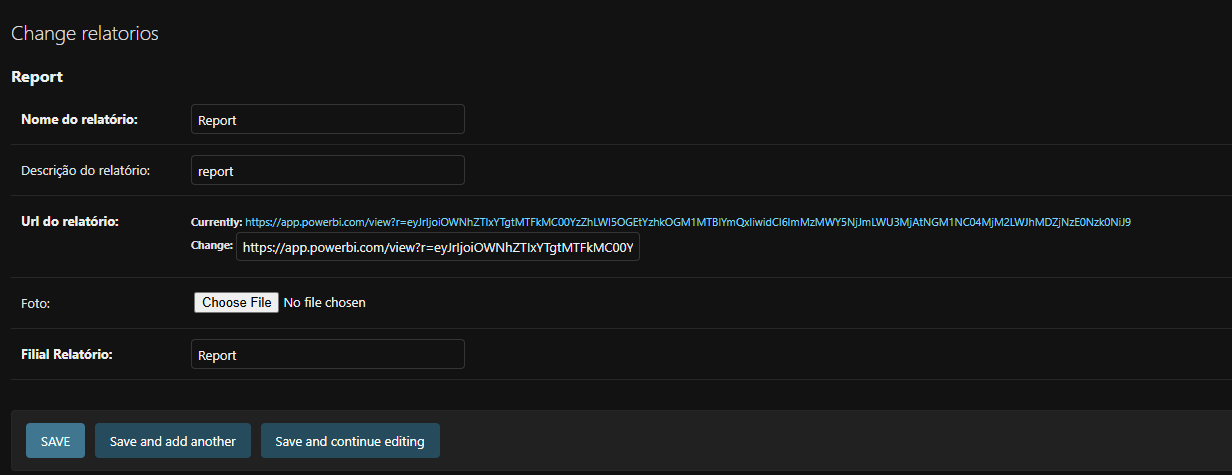 Change relatorios
Report
Nome do relatório: Report
Descrição do relatório: report
Url do relatório: Currently: https://app.powerbi.com/view?r=eyJrIjoiOWNhZTIxYTgtMTFkMC00YzZhLWI5OGEtYzhkOGM1MTBlYmQxIiwidCI6ImMzMWY5NjJmLWU3MjAtNGM1NC04MjM2LWJhMDZjNzE0Nzk0NiJ9
Change: https://app.powerbi.com/view?r=eyJrIjoiOWNhZTIxYTgtMTFkMC00Y
Foto: Choose File No file chosen
Filial Relatório: Report
SAVE Save and add another Save and continue editing